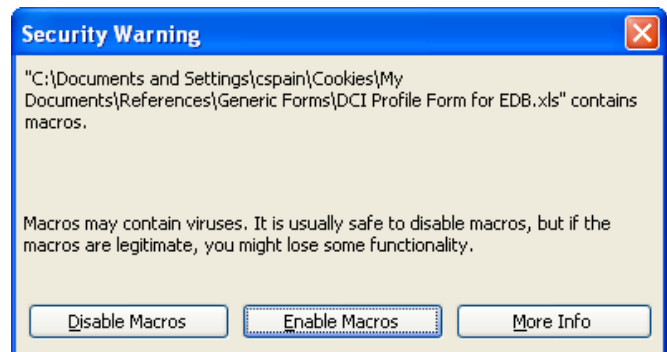 Security Warning
"C:\Documents and Settings\cspain\Cookies\My
Documents\References\Generic Forms\DCI Profile Form for EDB.xls" contains
macros.
Macros may contain viruses. It is usually safe to disable macros, but if the
macros are legitimate, you might lose some functionality.
Disable Macros
Enable Macros
More Info